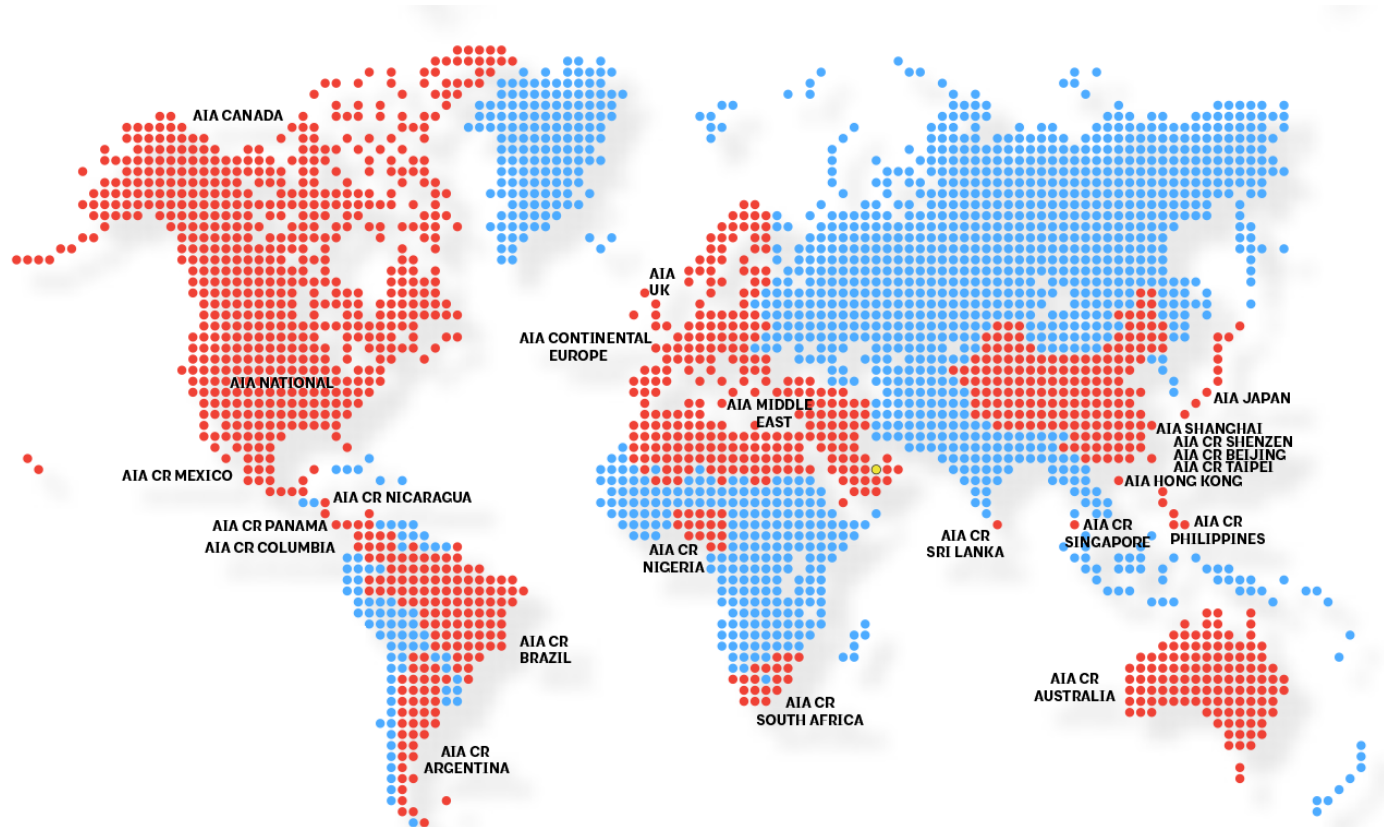 AIA CANADA
AIA
UK
AIA CONTINENTAL
EUROPE
AIA NATIONAL
AIA MIDDLE
EAST
AIA JAPAN
AIA SHANGHAI
AIA CR SHENZEN
AIA CR BEIJING
AIA CR TAIPEI
AIA HONG KONG
AIA CR MEXICO
AIA CR NICARAGUA
AIA CR PANAMA
AIA CR COLUMBIA
AIA CR
NIGERIA
AIA CR
SRI LANKA
AIA CR
SINGAPORE
AIA CR
PHILIPPINES
AIA CR
BRAZIL
AIA CR
AUSTRALIA
AIA CR
SOUTH AFRICA
AIA CR
ARGENTINA